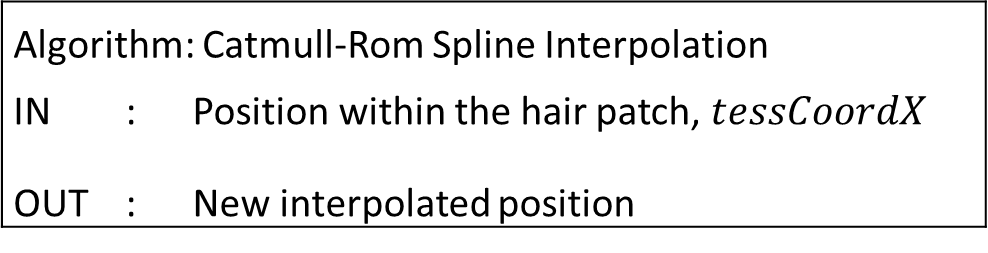 Algorithm: Catmull-Rom Spline Interpolation
IN : Position within the hair patch, tessCoordX
OUT : New interpolated position